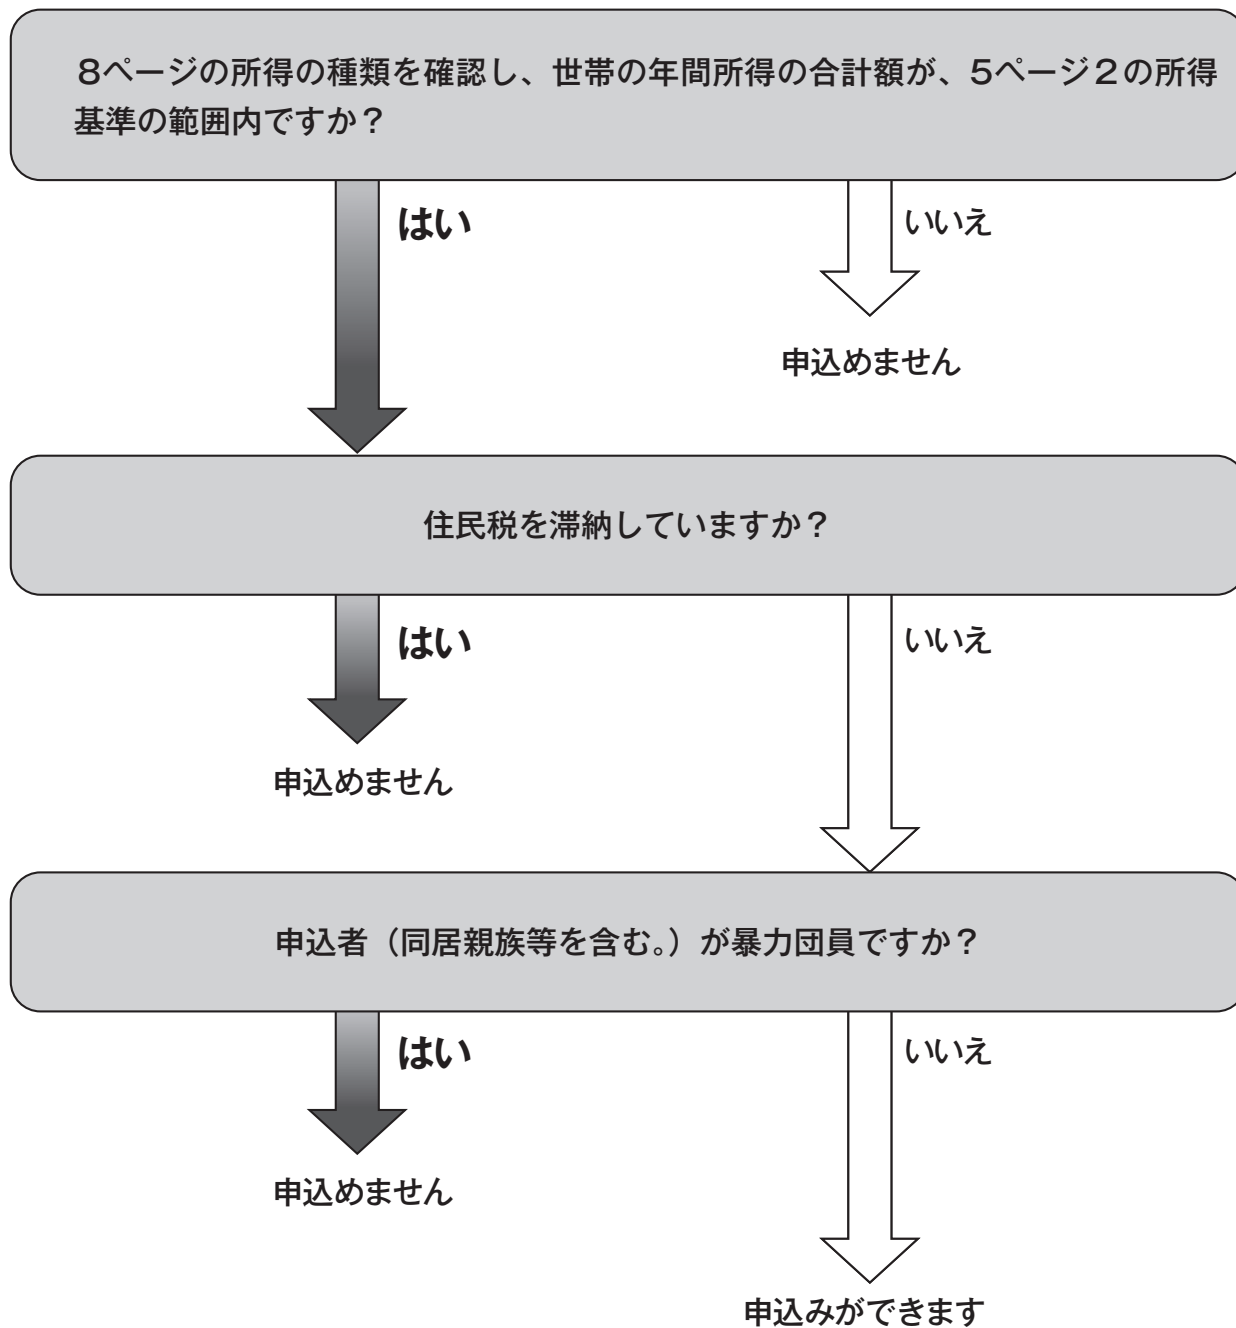 8ページの所得の種類を確認し、世帯の年間所得の合計額が、5ページ2の所得
基準の範囲内ですか？
はい
いいえ
申込めません
住民税を滞納していますか？
はい
いいえ
申込めません
申込者（同居親族等を含む。）が暴力団員ですか？
はい
いいえ
申込めません
申込みができます